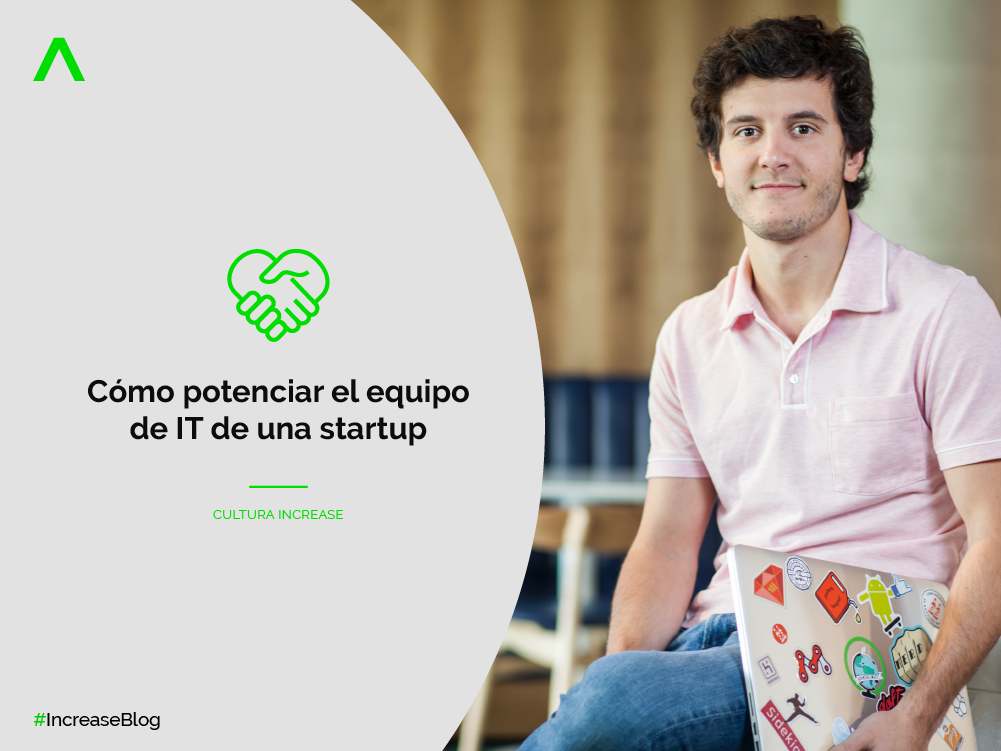 Cómo potenciar el equipo
de IT de una startup
CULTURA INCREASE
#IncreaseBlog